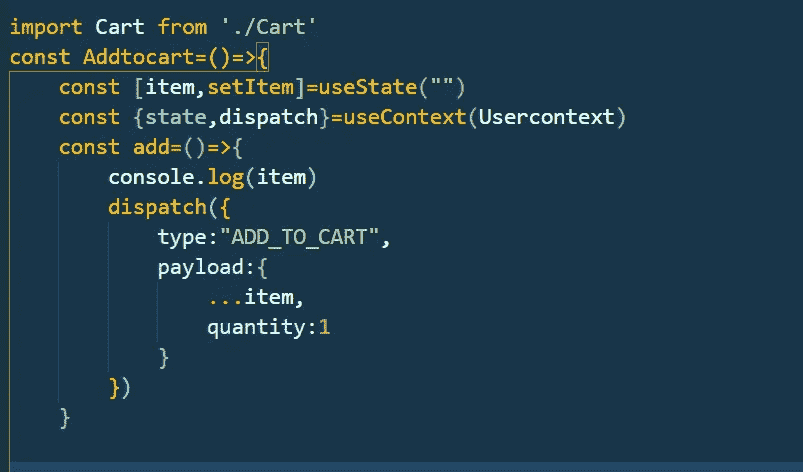 import Cart from './Cart'
const Addtocart=()=>{
    const [item,setItem]=useState("")
    const {state,dispatch}=useContext(Usercontext)
    const add=()=>{
        console.log(item)
        dispatch({
            type:"ADD_TO_CART",
            payload:{
                ...item,
                quantity:1
            }
        })
    }